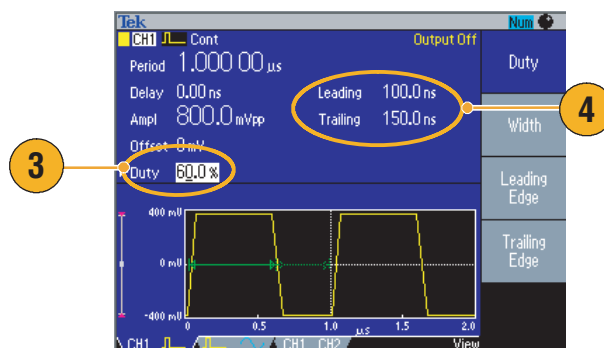 Tek
Num
CH1 Cont
Output Off
Duty
Period 1.000 00 µs
Delay 0.00 ns
Leading 100.0 ns
4
Ampl 800.0 mVpp
Trailing 150.0 ns
Width
Offset 0 mV
3
Duty 60.0 %
Leading
Edge
400 mV
Trailing
Edge
0 mV
-400 mV
0 0.5 1.0 µs 1.5 2.0
CH1
CH1 CH2
View